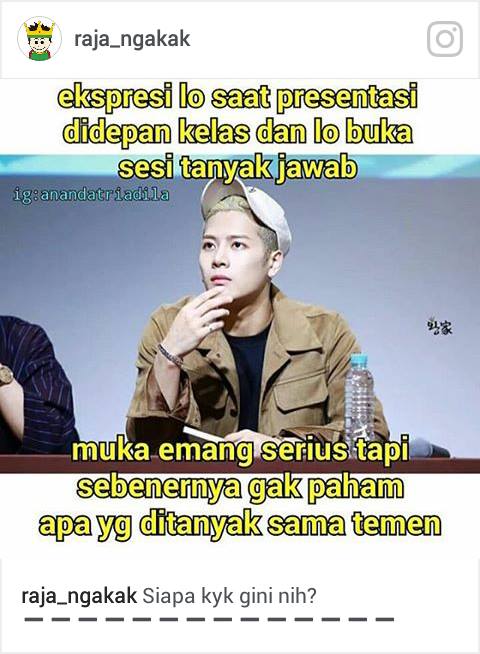 raja_ngakak
ekspresi lo saat presentasi
didepan kelas dan lo buka
sesi tanyak jawab
ig:anandatriadila
muka emang serius tapi
sebenernya gak paham
apa yg ditanyak sama temen
raja_ngakak Siapa kyk gini nih?